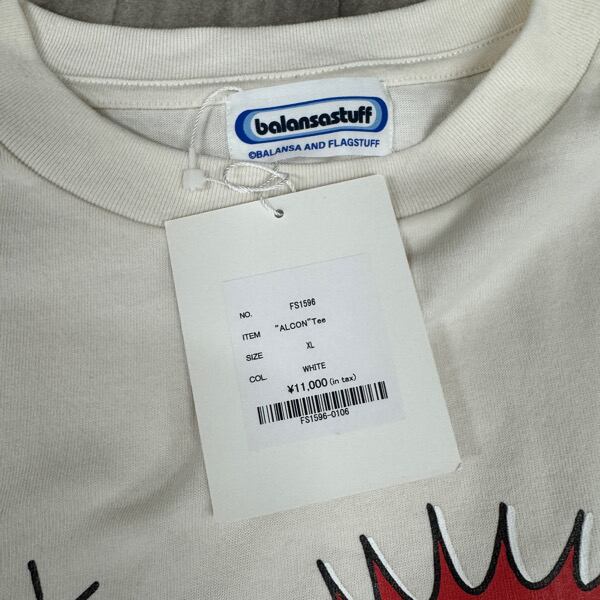 balansastuff
©BALANSA AND FLAGSTUFF
NO. FS1596
ITEM "ALCON"Tee
SIZE XL
COL. WHITE
¥11,000(in tax)
FS1596-0106